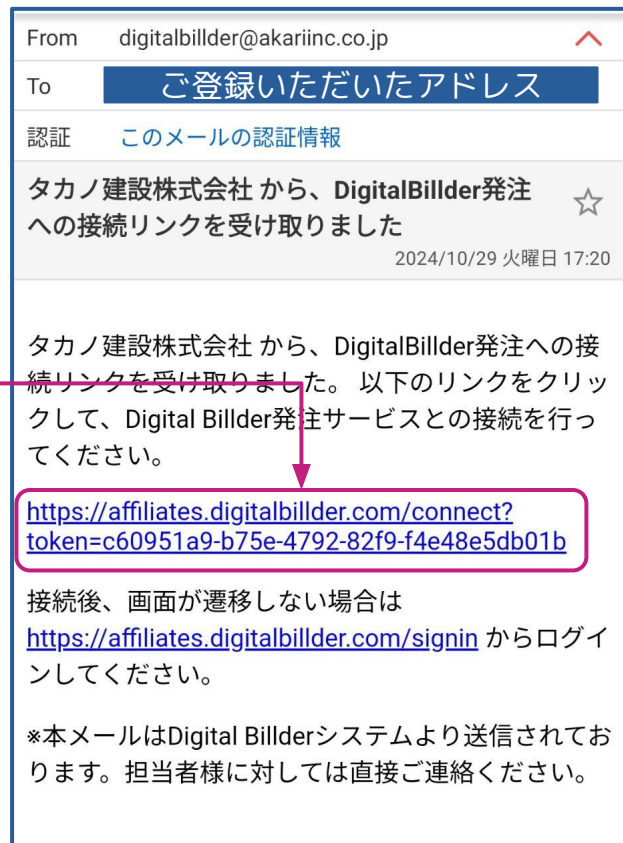 From digitalbillder@akariinc.co.jp
To ご登録いただいたアドレス
認証 このメールの認証情報
タカノ建設株式会社 から、DigitalBillder発注
への接続リンクを受け取りました
2024/10/29 火曜日 17:20
タカノ建設株式会社 から、DigitalBillder発注への接
続リンクを受け取りました。 以下のリンクをクリッ
クして、Digital Billder発注サービスとの接続を行っ
てください。
https://affiliates.digitalbillder.com/connect?
token=c60951a9-b75e-4792-82f9-f4e48e5db01b
接続後、画面が遷移しない場合は
https://affiliates.digitalbillder.com/signin からログイ
ンしてください。
※本メールはDigital Billderシステムより送信されてお
ります。担当者様に対しては直接ご連絡ください。